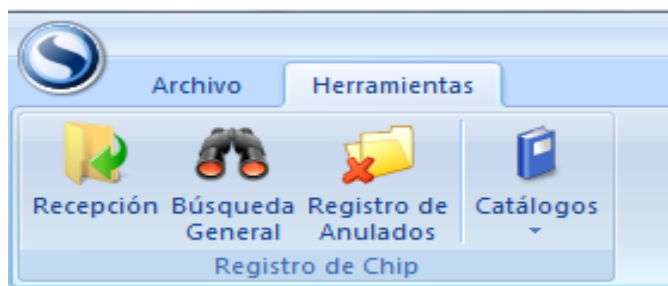 Archivo Herramientas
Recepción Búsqueda General Registro de Anulados Catálogos
Registro de Chip